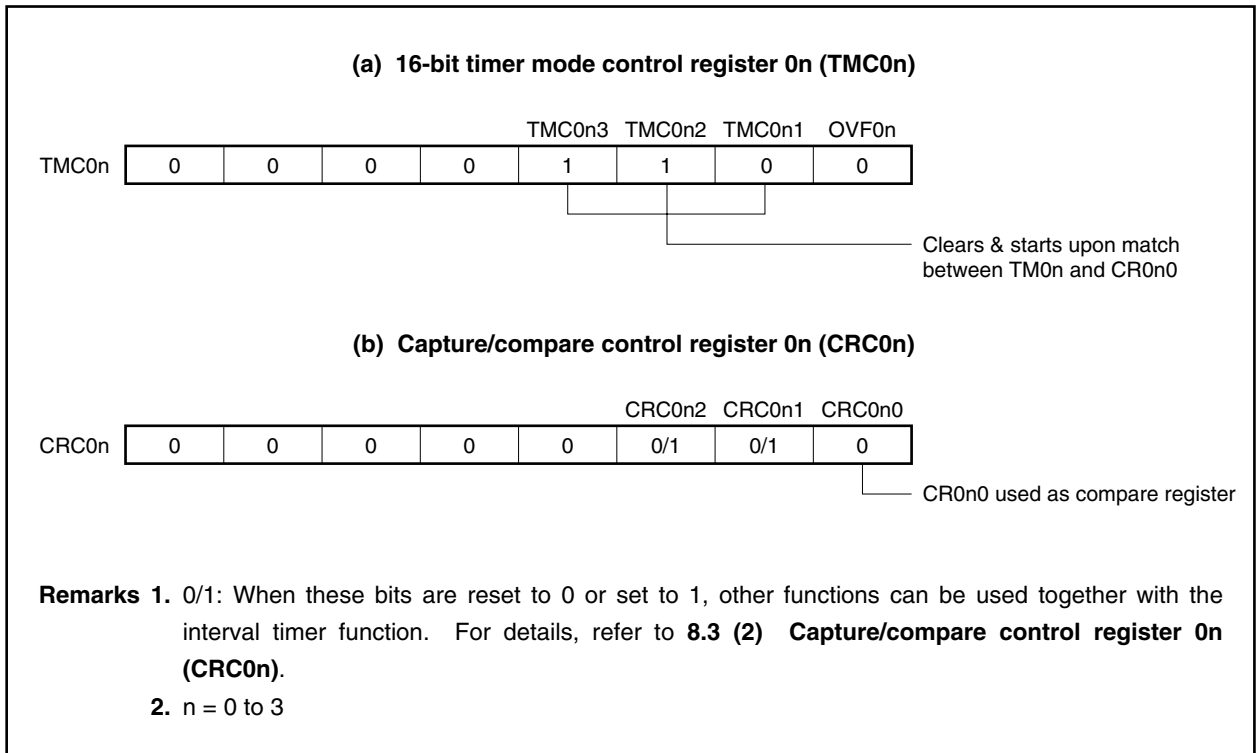 (a) 16-bit timer mode control register 0n (TMC0n)
TMC0n3 TMC0n2 TMC0n1 OVF0n
TMC0n 0 0 0 0 1 1 0 0
Clears & starts upon match
between TM0n and CR0n0
(b) Capture/compare control register 0n (CRC0n)
CRC0n2 CRC0n1 CRC0n0
CRC0n 0 0 0 0 0 0/1 0/1 0
CR0n0 used as compare register
Remarks 1. 0/1: When these bits are reset to 0 or set to 1, other functions can be used together with the
interval timer function. For details, refer to 8.3 (2) Capture/compare control register 0n
(CRC0n).
2. n = 0 to 3